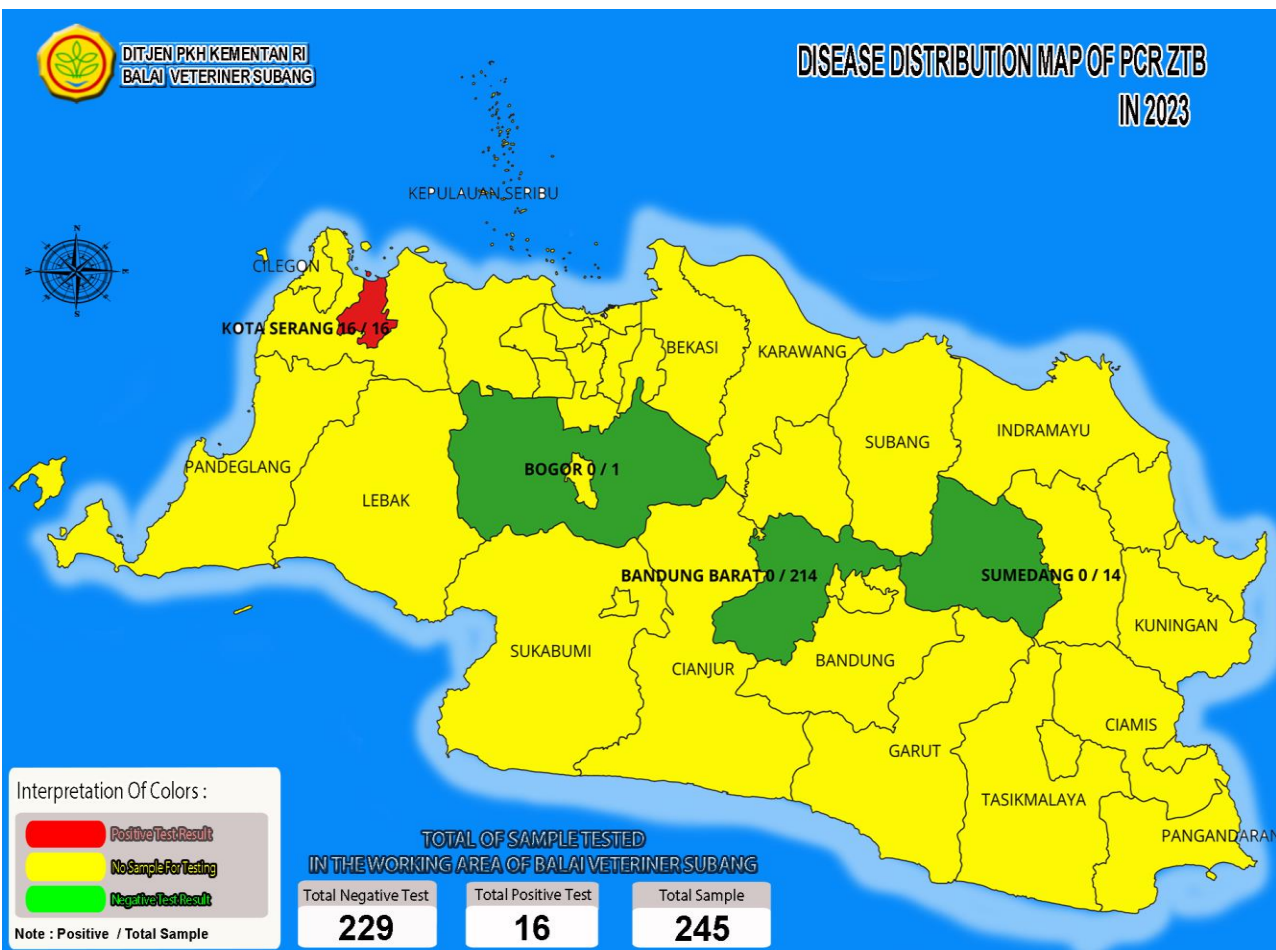 DITJEN PKH KEMENTAN RI
BALAI VETERINER SUBANG
DISEASE DISTRIBUTION MAP OF PCR ZTB
IN 2023
KEPULAUAN SERIBU
N
W
E
S
CILEGON
KOTA SERANG 16 / 16
BEKASI
KARAWANG
SUBANG
INDRAMAYU
PANDEGLANG
LEBAK
BOGOR 0 / 1
BANDUNG BARAT 0 / 214
SUMEDANG 0 / 14
KUNINGAN
SUKABUMI
CIANJUR
BANDUNG
CIAMIS
GARUT
TASIKMALAYA
PANGANDARAN
Interpretation Of Colors :
Positive Test Result
No Sample For Testing
Negative Test Result
Note : Positive / Total Sample
TOTAL OF SAMPLE TESTED
IN THE WORKING AREA OF BALAI VETERINER SUBANG
Total Negative Test
229
Total Positive Test
16
Total Sample
245